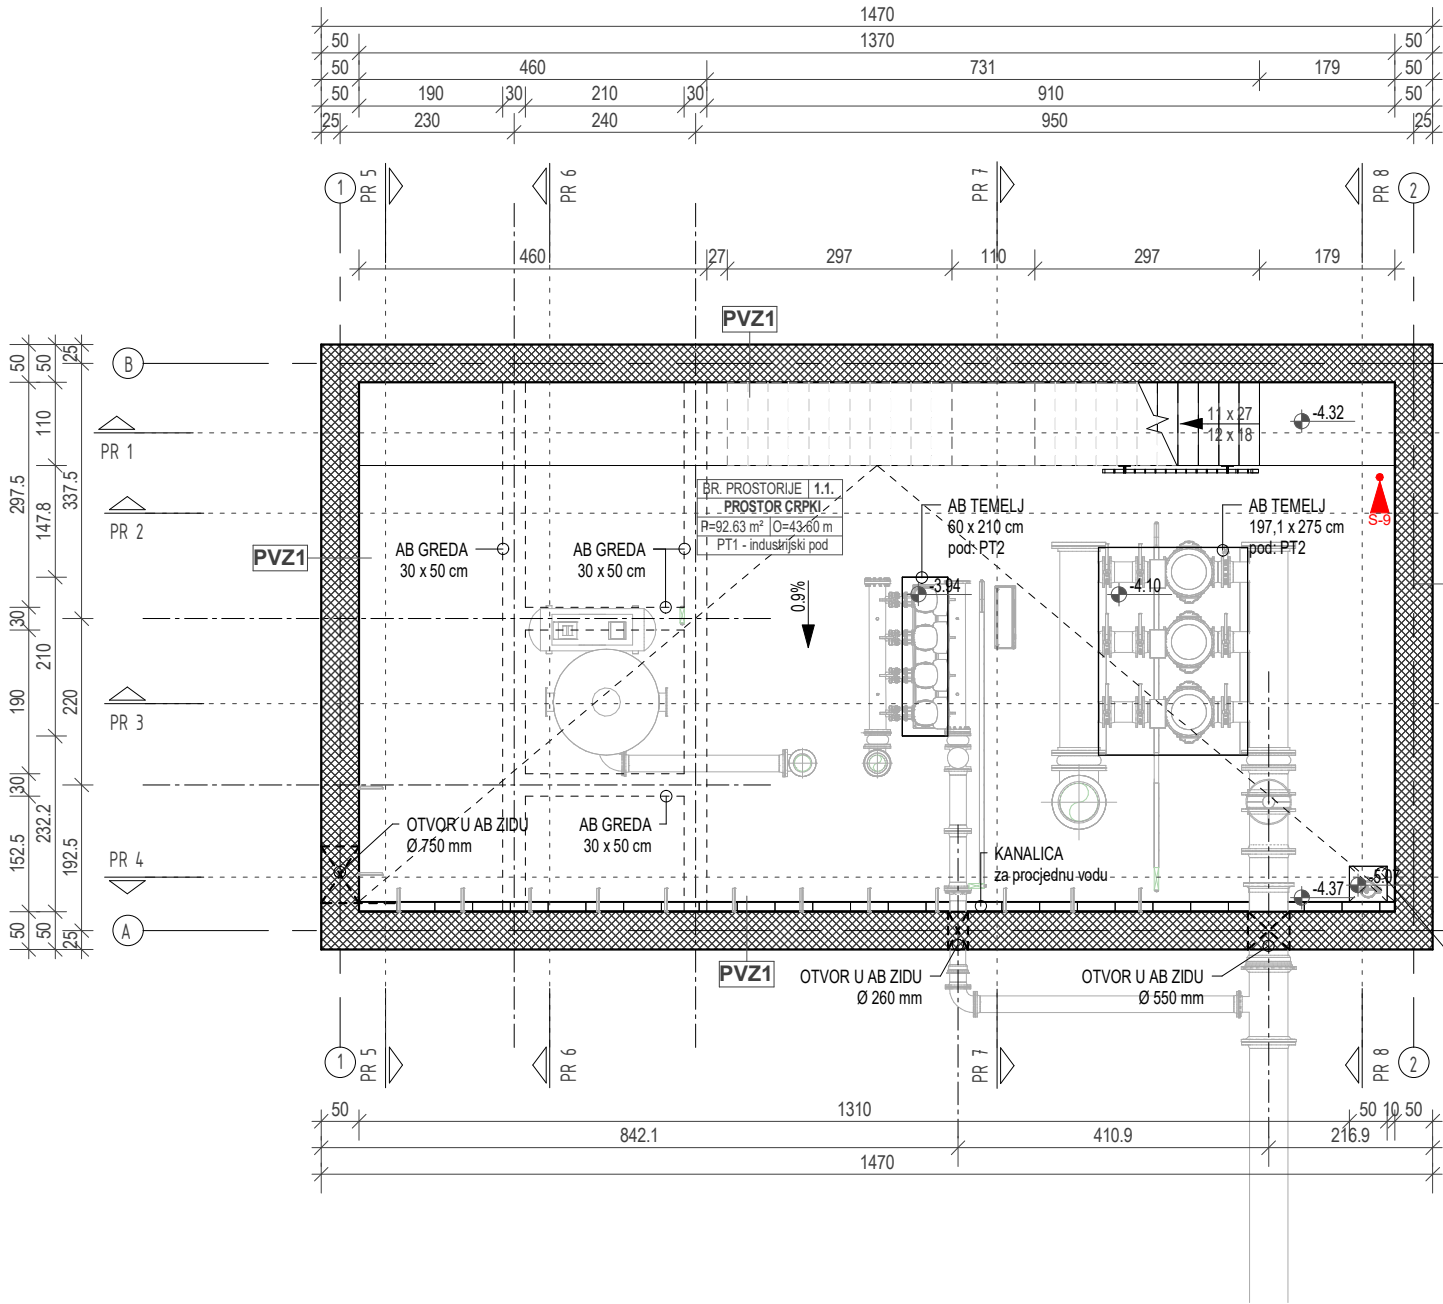 1470
50 1370 50
50 460 731 179 50
50 190 30 210 30 910 50
25 230 240 950 25
1 PR 5 PR 6 PR 7 PR 8 2
460 27 297 110 297 179
PVZ1
B
PR 1
PR 2
PR 3
PR 4
A
50 297.5 30 190 30 152.5 50
50 110 147.8 210 232.2 50
25 337.5 220 192.5 25
11 x 27
12 x 18
-4.32
S-9
BR. PROSTORIJE 1.1.
PROSTOR CRPKI
P=92.63 m² O=43.60 m
PT1 - industrijski pod
AB TEMELJ
60 x 210 cm
pod: PT2
AB TEMELJ
197,1 x 275 cm
pod: PT2
PVZ1
AB GREDA
30 x 50 cm
AB GREDA
30 x 50 cm
0.9%
-3.94
-4.10
OTVOR U AB ZIDU
Ø 750 mm
AB GREDA
30 x 50 cm
KANALICA
za procjednu vodu
-4.37
-5.07
PVZ1
OTVOR U AB ZIDU
Ø 260 mm
OTVOR U AB ZIDU
Ø 550 mm
1 PR 5 PR 6 PR 7 PR 8 2
50 1310 50 10 50
842.1 410.9 216.9
1470